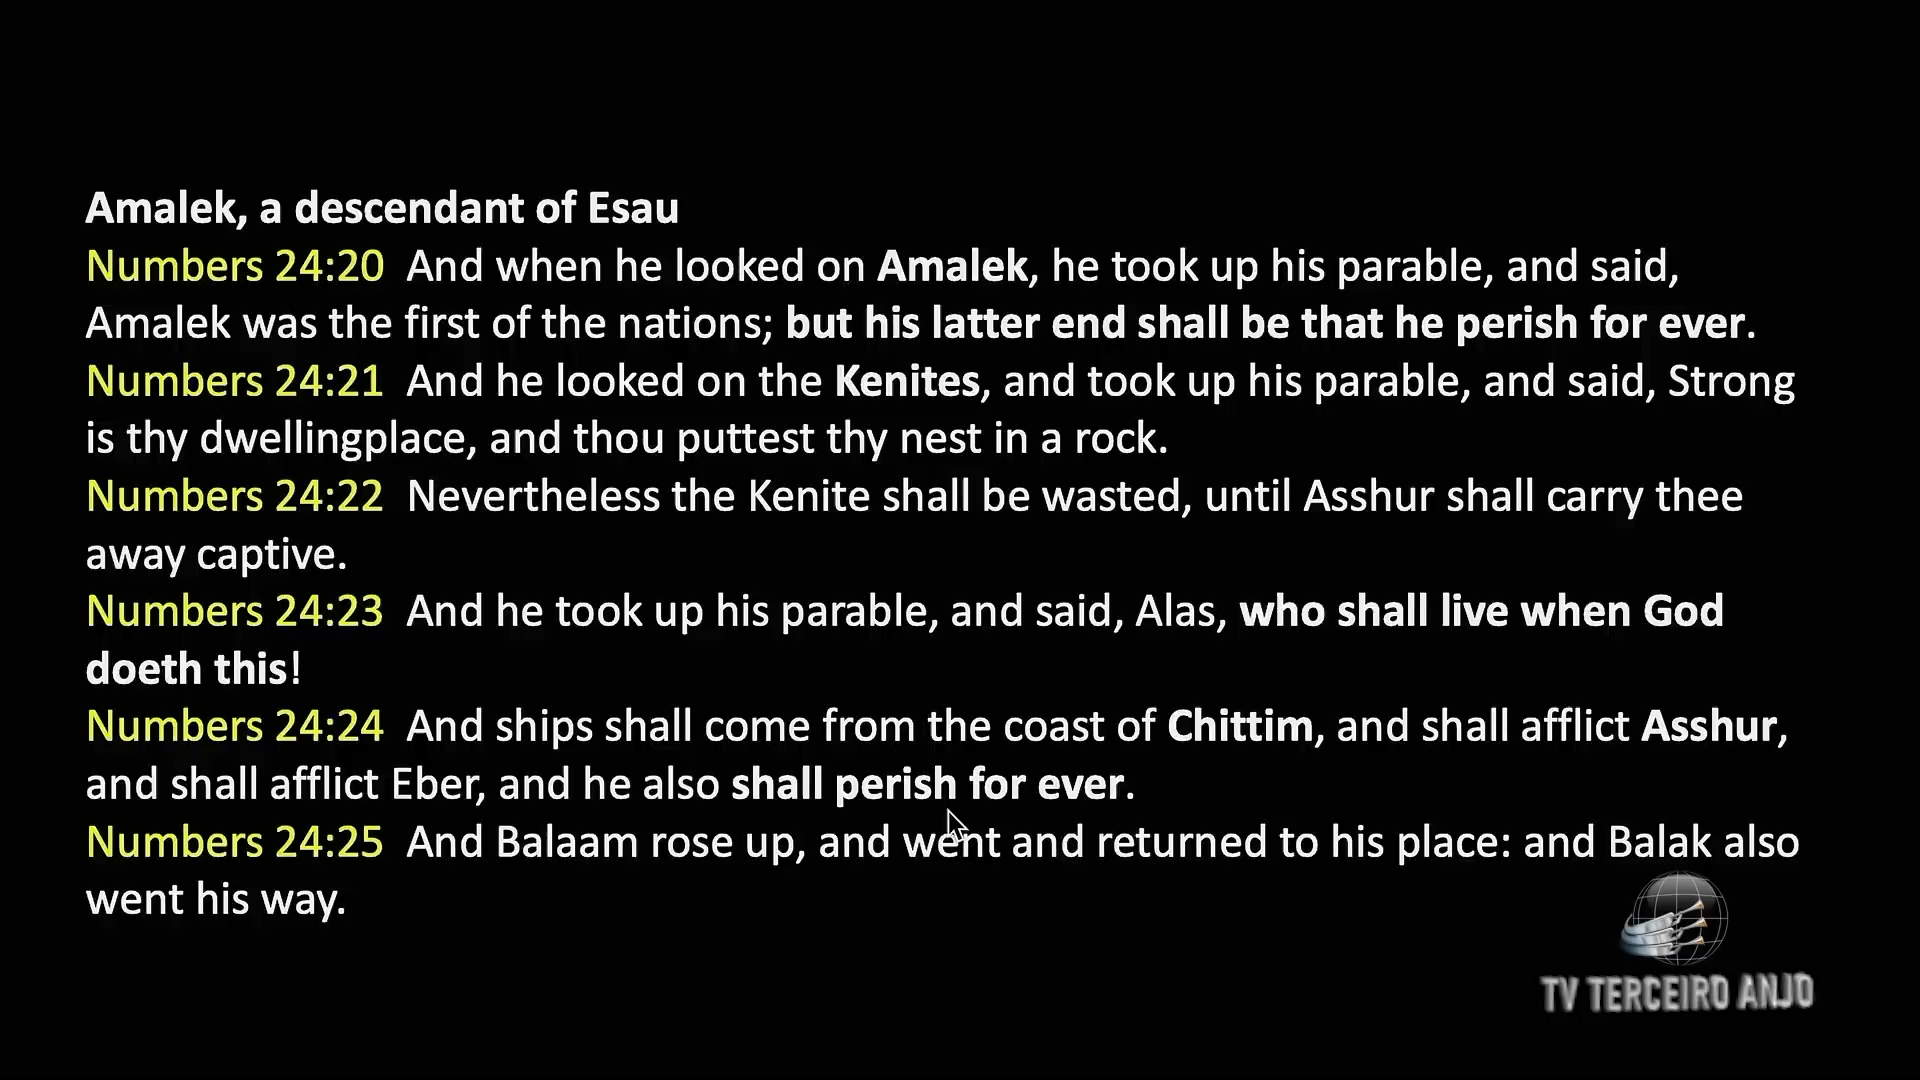 Amalek, a descendant of Esau
Numbers 24:20 And when he looked on Amalek, he took up his parable, and said,
Amalek was the first of the nations; but his latter end shall be that he perish for ever.
Numbers 24:21 And he looked on the Kenites, and took up his parable, and said, Strong
is thy dwellingplace, and thou puttest thy nest in a rock.
Numbers 24:22 Nevertheless the Kenite shall be wasted, until Asshur shall carry thee
away captive.
Numbers 24:23 And he took up his parable, and said, Alas, who shall live when God
doeth this!
Numbers 24:24 And ships shall come from the coast of Chittim, and shall afflict Asshur,
and shall afflict Eber, and he also shall perish for ever.
Numbers 24:25 And Balaam rose up, and went and returned to his place: and Balak also
went his way.
TV TERCEIRO ANJO